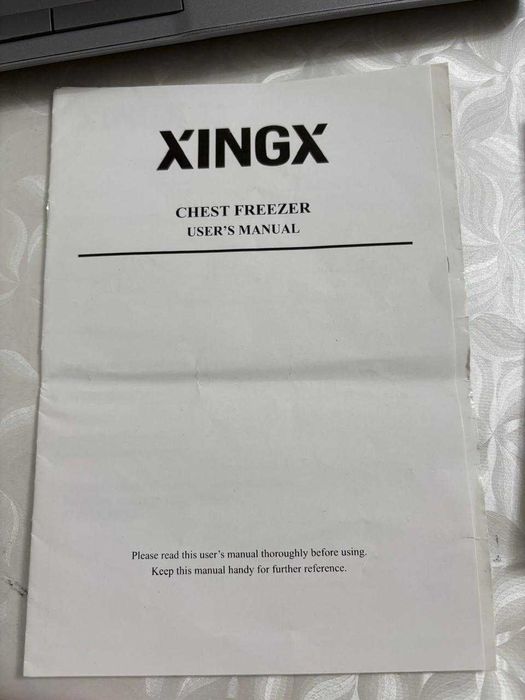 XINGX
CHEST FREEZER
USER'S MANUAL
Please read this user's manual thoroughly before using.
Keep this manual handy for further reference.